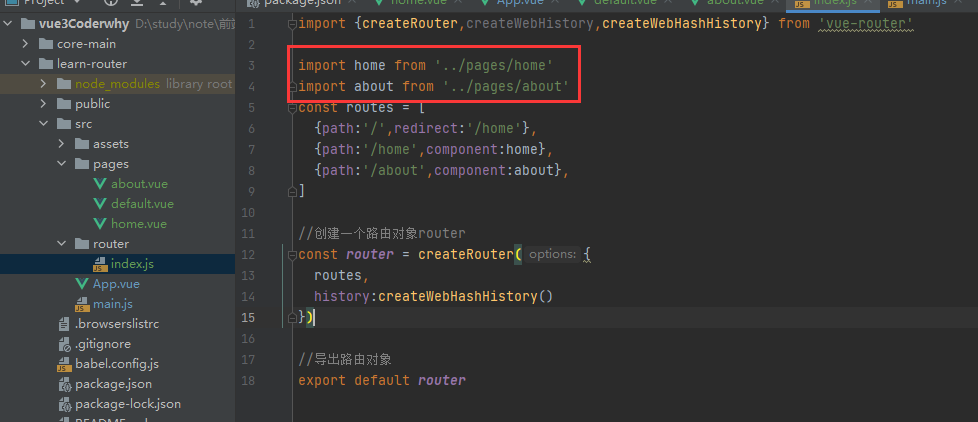 Project
package.json
home.vue
App.vue
default.vue
about.vue
index.js
main.js
vue3Coderwhy D:\study\note\前
core-main
learn-router
node_modules library root
public
src
assets
pages
about.vue
default.vue
home.vue
router
index.js
App.vue
main.js
.browserslistrc
.gitignore
babel.config.js
package.json
package-lock.json
1 import {createRouter,createWebHistory,createWebHashHistory} from 'vue-router'
2
3 import home from '../pages/home'
4 import about from '../pages/about'
5 const routes = [
6 {path:'/',redirect:'/home'},
7 {path:'/home',component:home},
8 {path:'/about',component:about},
9 ]
10
11 //创建一个路由对象router
12 const router = createRouter( options: {
13 routes,
14 history:createWebHashHistory()
15 })
16
17 //导出路由对象
18 export default router